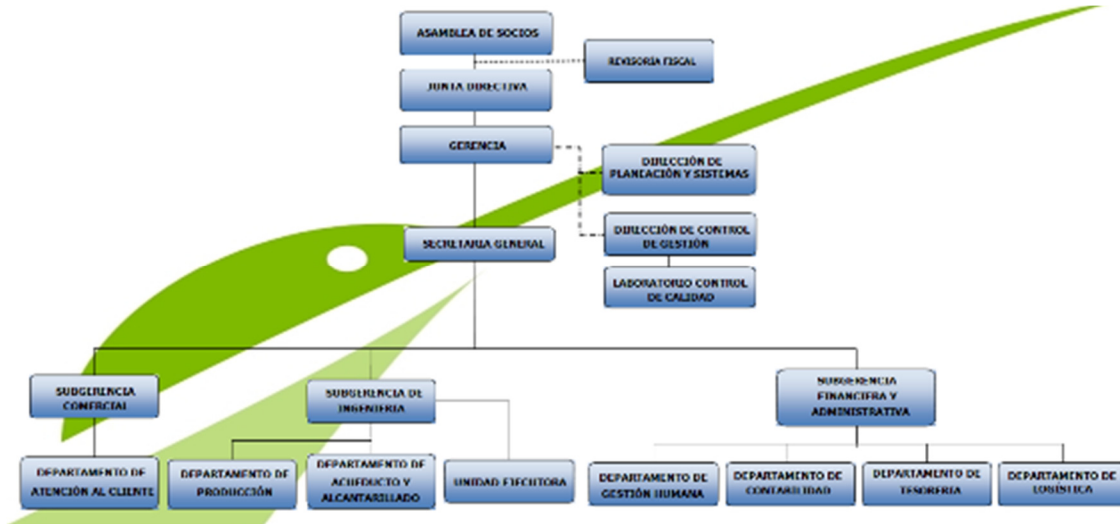 ASAMBLEA DE SOCIOS
REVISORÍA FISCAL
JUNTA DIRECTIVA
GERENCIA
DIRECCIÓN DE
PLANEACIÓN Y SISTEMAS
SECRETARIA GENERAL
DIRECCIÓN DE CONTROL
DE GESTIÓN
LABORATORIO CONTROL
DE CALIDAD
SUBGERENCIA
COMERCIAL
SUBGERENCIA DE
INGENIERIA
SUBGERENCIA
FINANCIERA Y
ADMINISTRATIVA
DEPARTAMENTO DE
ATENCIÓN AL CLIENTE
DEPARTAMENTO DE
PRODUCCIÓN
DEPARTAMENTO DE
ACUEDUCTO Y
ALCANTARILLADO
UNIDAD EJECUTORA
DEPARTAMENTO DE
GESTIÓN HUMANA
DEPARTAMENTO DE
CONTABILIDAD
DEPARTAMENTO DE
TESORERIA
DEPARTAMENTO DE
LOGÍSTICA